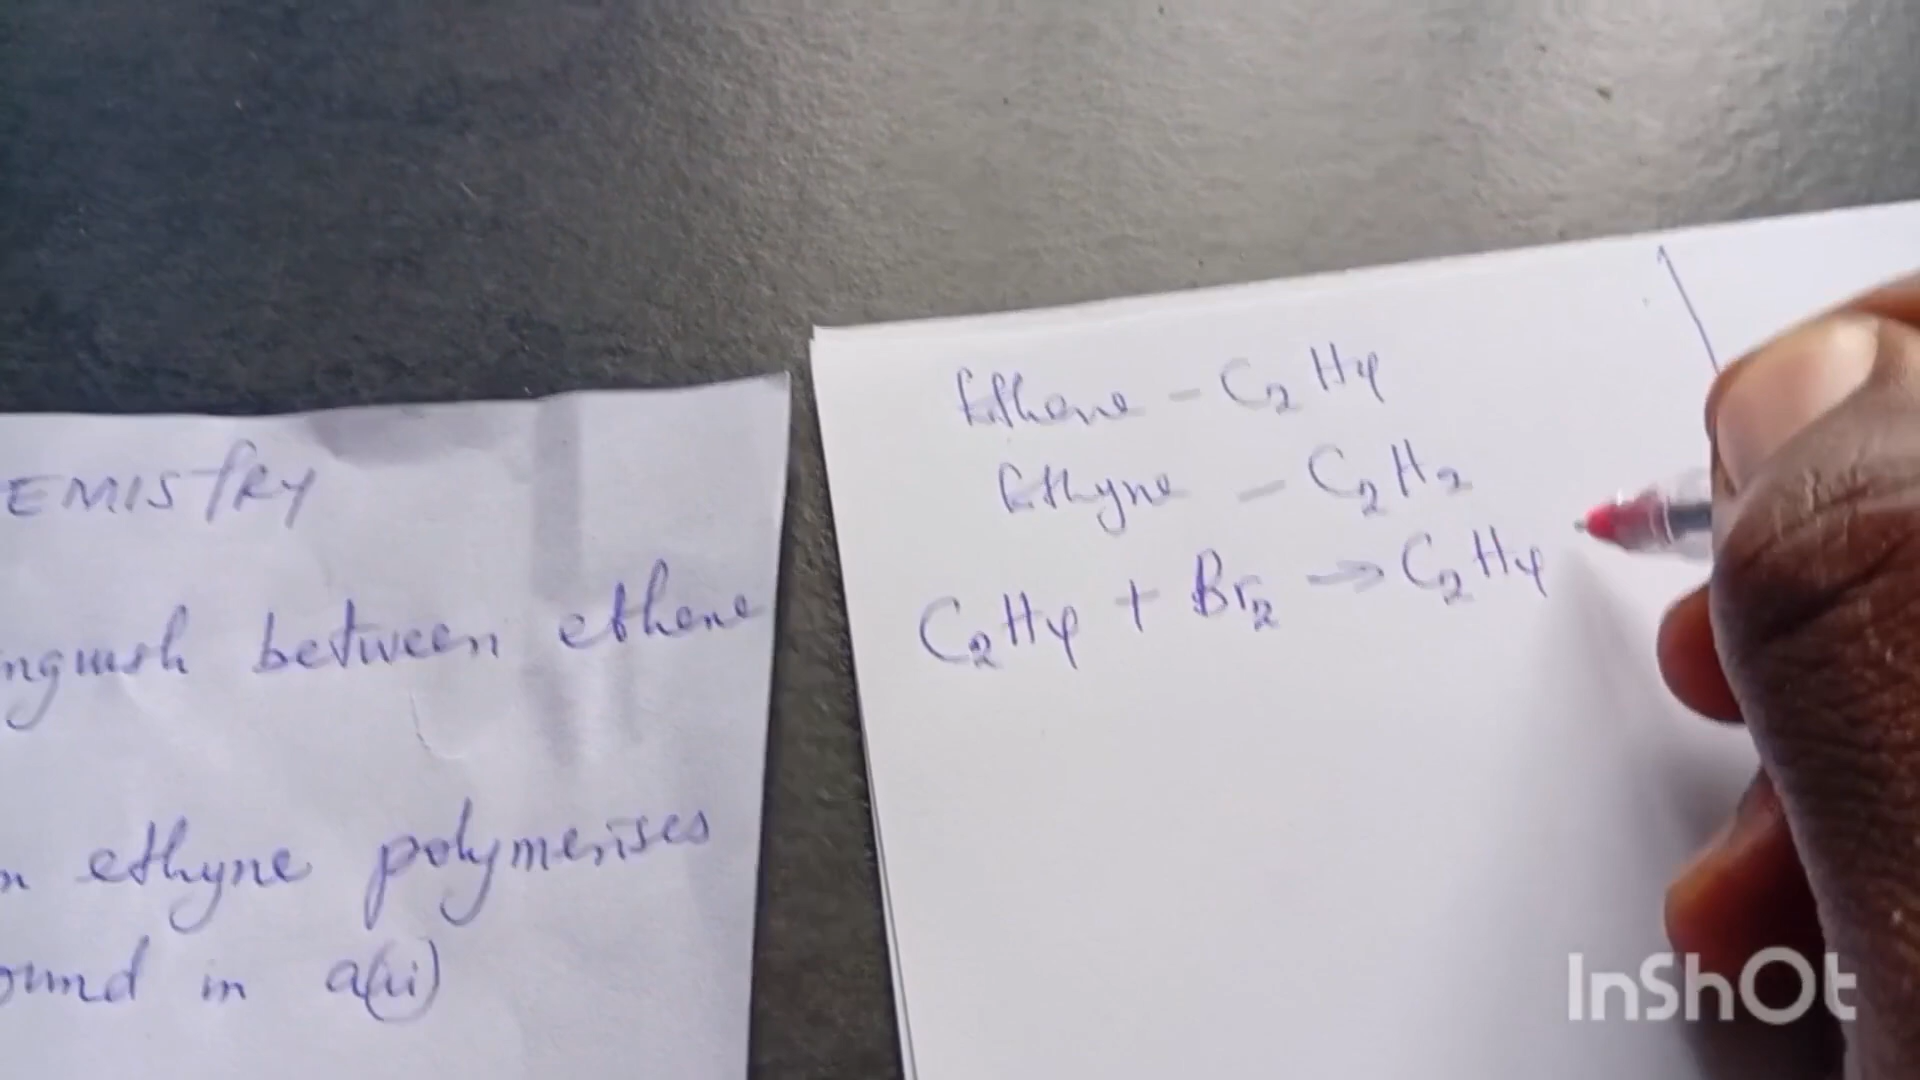 EMISTRY
nguish between ethene
n ethyne polymerises
ound in a(ii)
Ethene - C₂H₄
Ethyne - C₂H₂
C₂H₄ + Br₂ → C₂H₄
InShOt